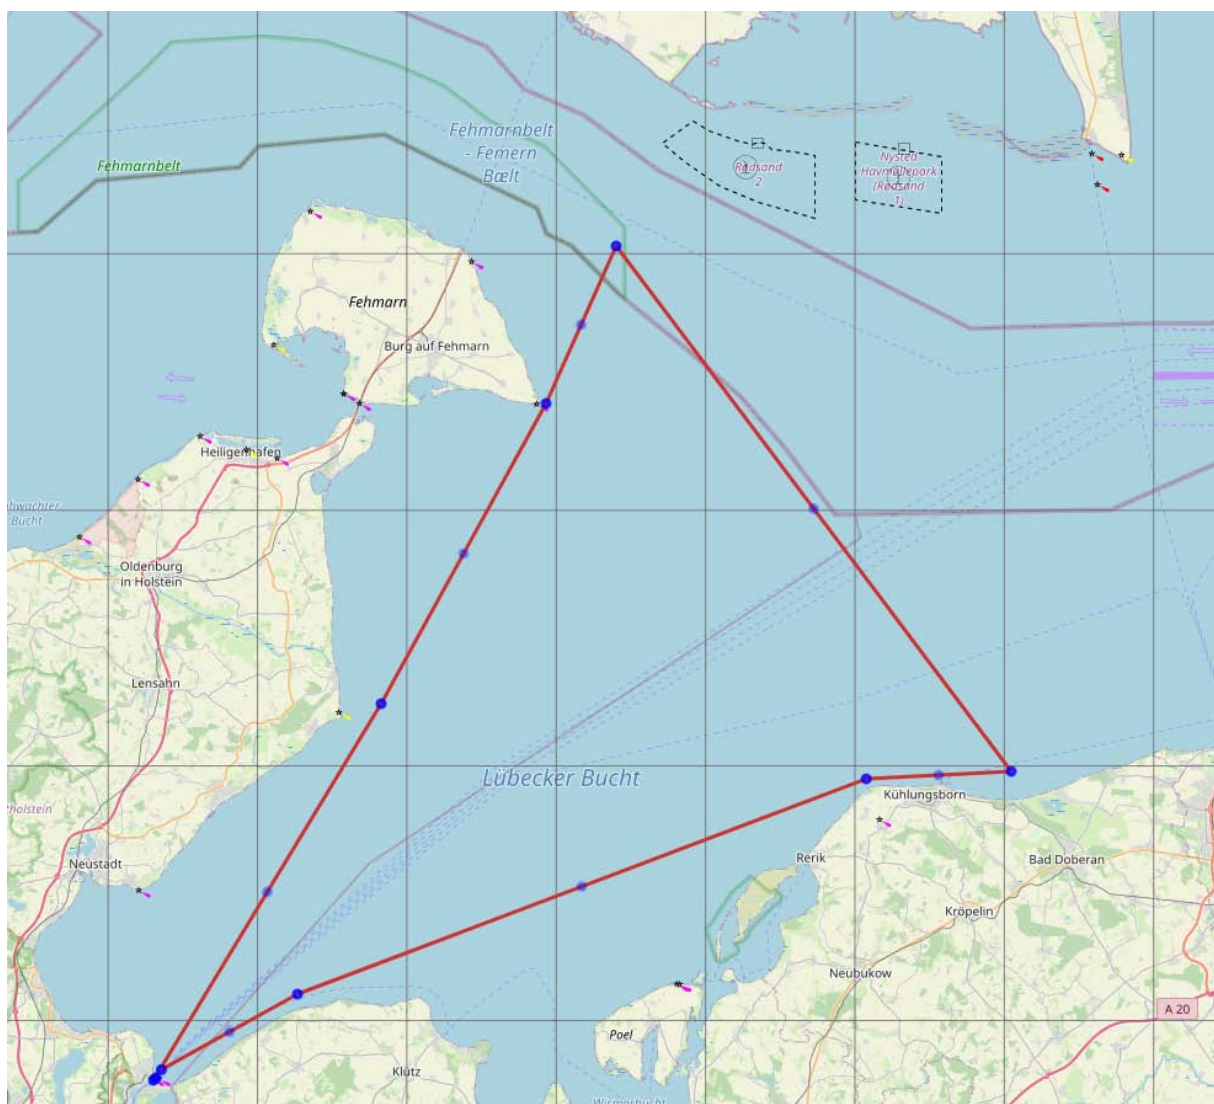 Fehmarnbelt
- Femern
Bælt
Fehmarnbelt
Rødsand
2
Nysted
Havmøllepark
(Rødsand
1)
Fehmarn
Burg auf Fehmarn
Heiligenhafen
Bucht
Oldenburg
in Holstein
Lensahn
Lübecker Bucht
Kühlungsborn
Neustadt
Rerik
Bad Doberan
Kröpelin
Neubukow
A 20
Poel
Klütz